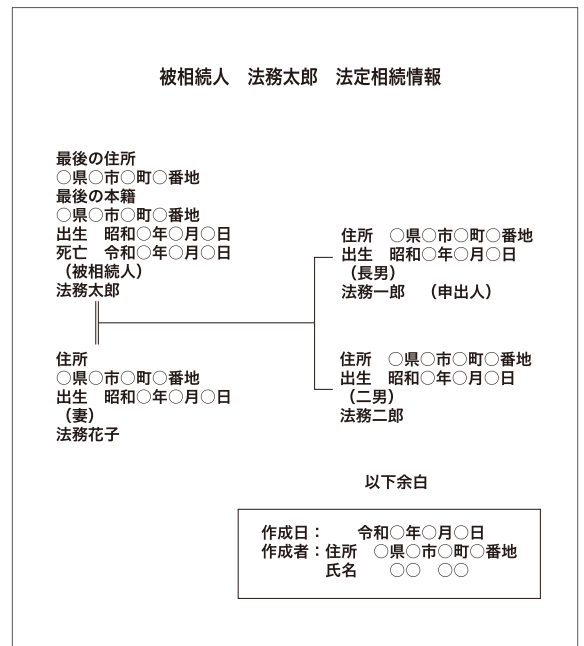 被相続人　法務太郎　法定相続情報
最後の住所
○県○市○町○番地
最後の本籍
○県○市○町○番地
出生　昭和○年○月○日
死亡　令和○年○月○日
（被相続人）
法務太郎
住所
○県○市○町○番地
出生　昭和○年○月○日
（妻）
法務花子
住所　○県○市○町○番地
出生　昭和○年○月○日
（長男）
法務一郎　（申出人）
住所　○県○市○町○番地
出生　昭和○年○月○日
（二男）
法務二郎
以下余白
作成日：　　令和○年○月○日
作成者：住所　○県○市○町○番地
氏名　　○○　○○